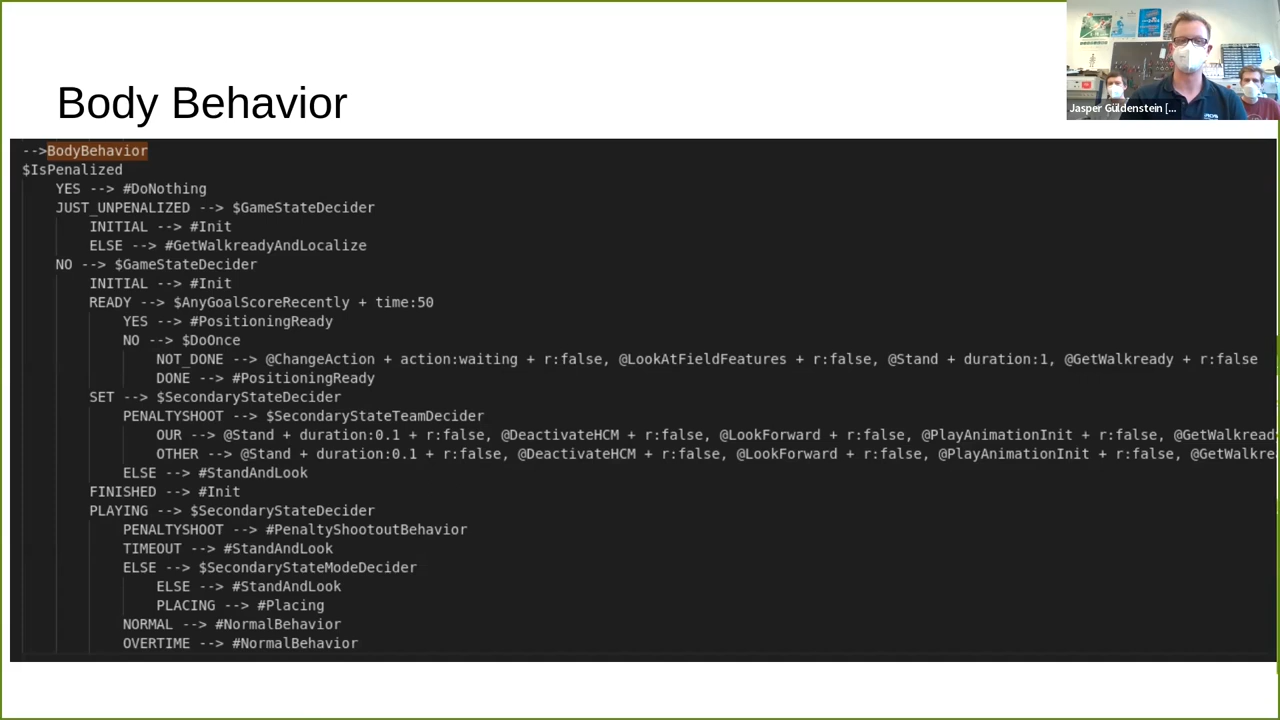 Body Behavior
Jasper Güldenstein [...
-->BodyBehavior
$IsPenalized
YES --> #DoNothing
JUST_UNPENALIZED --> $GameStateDecider
INITIAL --> #Init
ELSE --> #GetWalkreadyAndLocalize
NO --> $GameStateDecider
INITIAL --> #Init
READY --> $AnyGoalScoreRecently + time:50
YES --> #PositioningReady
NO --> $DoOnce
NOT_DONE --> @ChangeAction + action:waiting + r:false, @LookAtFieldFeatures + r:false, @Stand + duration:1, @GetWalkready + r:false
DONE --> #PositioningReady
SET --> $SecondaryStateDecider
PENALTYSHOOT --> $SecondaryStateTeamDecider
OUR --> @Stand + duration:0.1 + r:false, @DeactivateHCM + r:false, @LookForward + r:false, @PlayAnimationInit + r:false, @GetWalkread
OTHER --> @Stand + duration:0.1 + r:false, @DeactivateHCM + r:false, @LookForward + r:false, @PlayAnimationInit + r:false, @GetWalkre
ELSE --> #StandAndLook
FINISHED --> #Init
PLAYING --> $SecondaryStateDecider
PENALTYSHOOT --> #PenaltyShootoutBehavior
TIMEOUT --> #StandAndLook
ELSE --> $SecondaryStateModeDecider
ELSE --> #StandAndLook
PLACING --> #Placing
NORMAL --> #NormalBehavior
OVERTIME --> #NormalBehavior